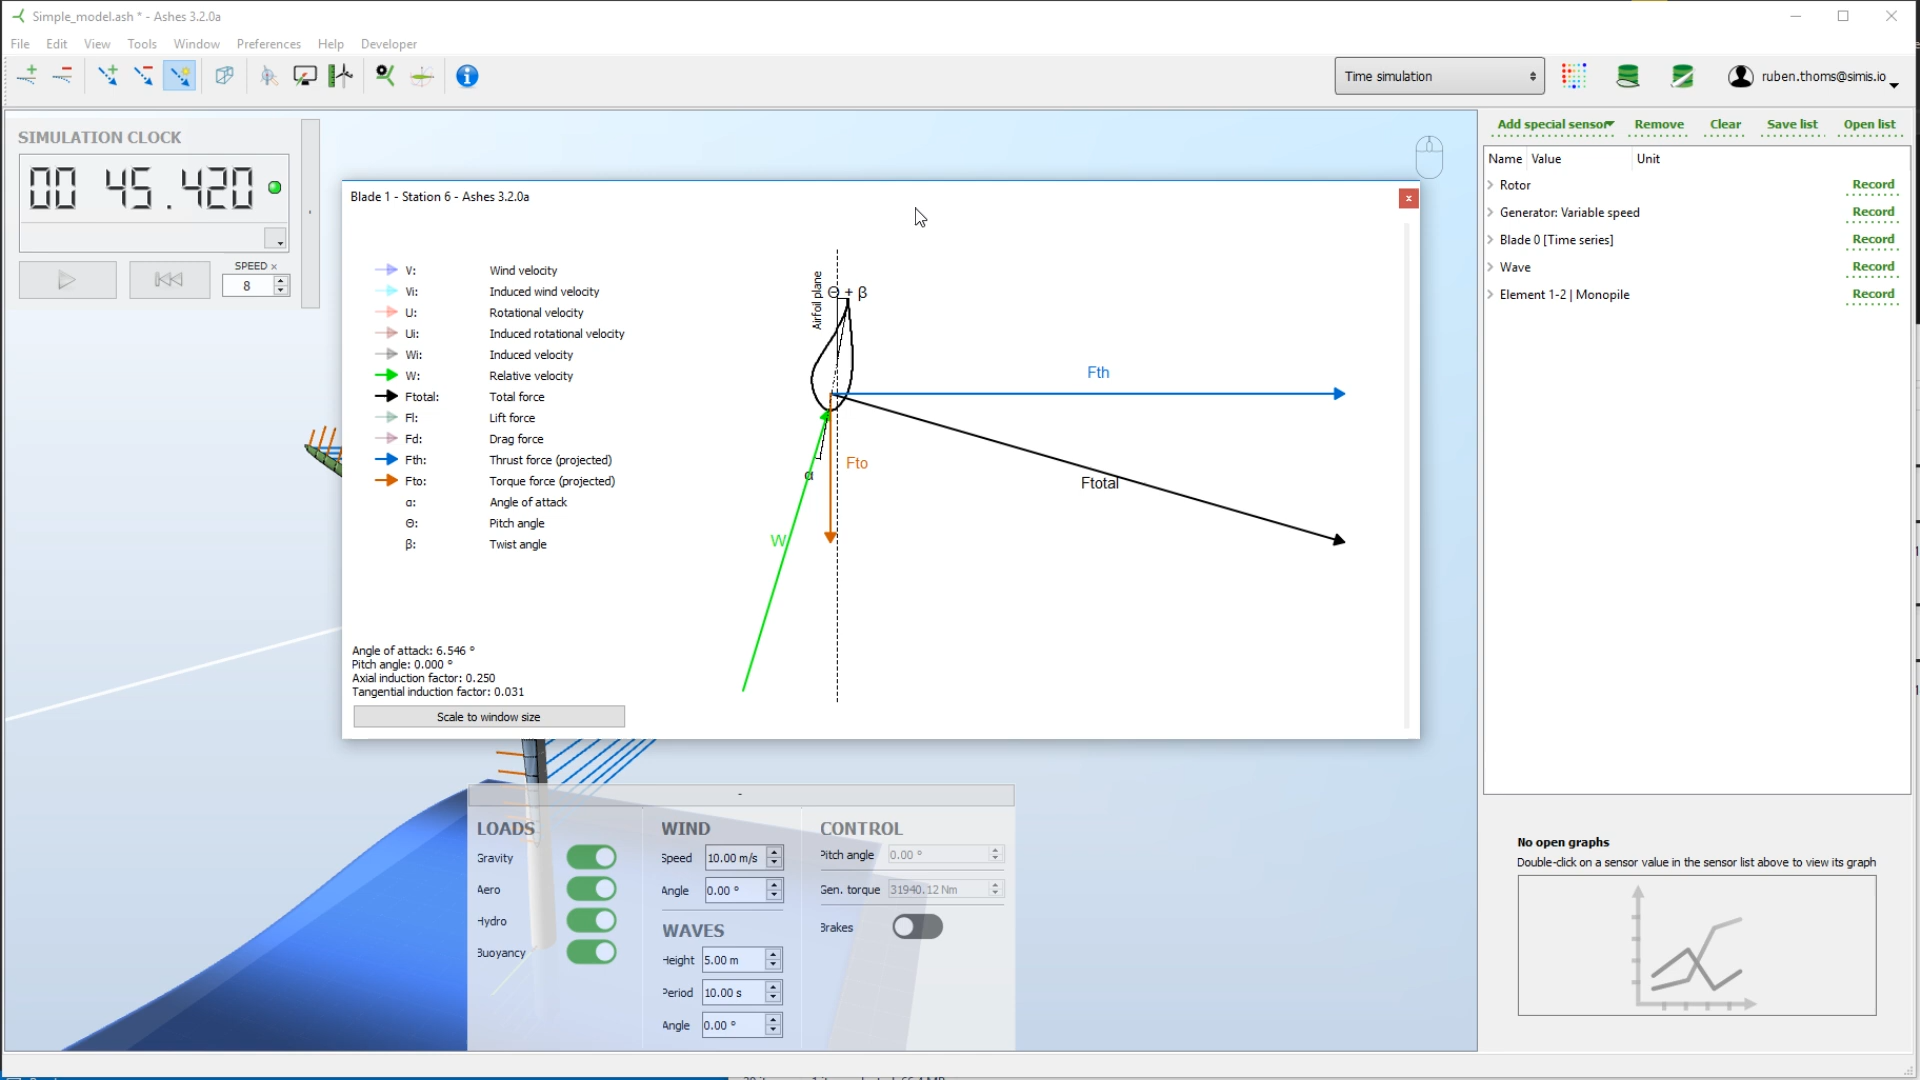 Simple_model.ash * - Ashes 3.2.0a
File Edit View Tools Window Preferences Help Developer
Time simulation
ruben.thoms@simis.io
SIMULATION CLOCK
00 45.420
SPEED ×
8
Add special sensor Remove Clear Save list Open list
Name Value Unit
Rotor Record
Generator: Variable speed Record
Blade 0 [Time series] Record
Wave Record
Element 1-2 | Monopile Record
Blade 1 - Station 6 - Ashes 3.2.0a
x
V: Wind velocity
Vi: Induced wind velocity
U: Rotational velocity
Ui: Induced rotational velocity
Wi: Induced velocity
W: Relative velocity
Ftotal: Total force
Fl: Lift force
Fd: Drag force
Fth: Thrust force (projected)
Fto: Torque force (projected)
α: Angle of attack
Θ: Pitch angle
β: Twist angle
Airfoil plane
Θ + β
Fth
Fto
α
Ftotal
W
Angle of attack: 6.546 °
Pitch angle: 0.000 °
Axial induction factor: 0.250
Tangential induction factor: 0.031
Scale to window size
-
LOADS
Gravity
Aero
Hydro
Buoyancy
WIND
Speed 10.00 m/s
Angle 0.00 °
WAVES
Height 5.00 m
Period 10.00 s
Angle 0.00 °
CONTROL
Pitch angle 0.00 °
Gen. torque 31940.12 Nm
Brakes
No open graphs
Double-click on a sensor value in the sensor list above to view its graph